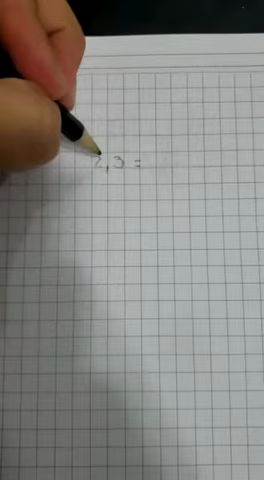 2,3 =